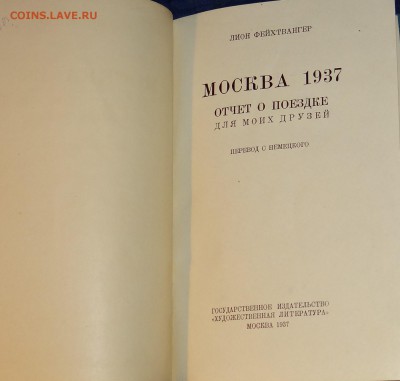 COINS.LAVE.RU
ЛИОН ФЕЙХТВАНГЕР
МОСКВА 1937
ОТЧЕТ О ПОЕЗДКЕ
ДЛЯ МОИХ ДРУЗЕЙ
ПЕРЕВОД С НЕМЕЦКОГО
ГОСУДАРСТВЕННОЕ ИЗДАТЕЛЬСТВО
«ХУДОЖЕСТВЕННАЯ ЛИТЕРАТУРА»
МОСКВА 1937